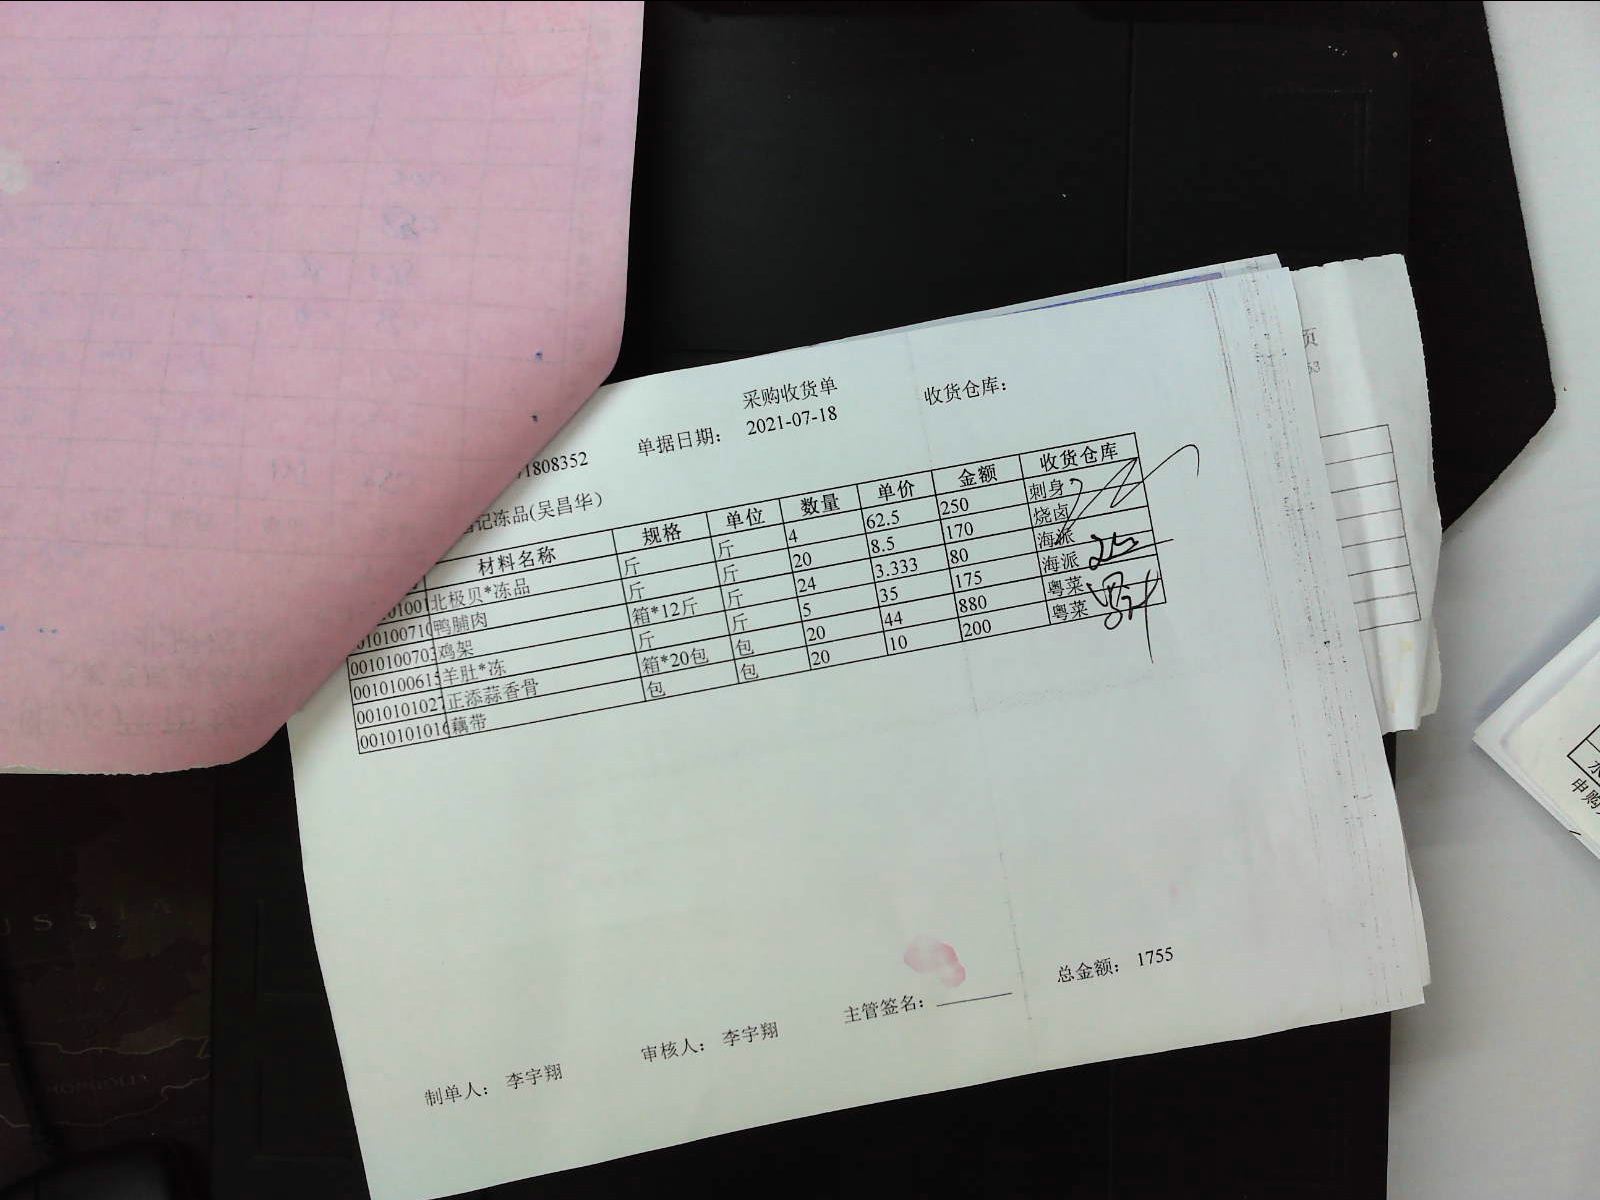 采购收货单
收货仓库：
单据日期： 2021-07-18
1808352
记冻品(吴昌华)
材料名称 规格 单位 数量 单价 金额 收货仓库
北极贝*冻品 斤 斤 4 62.5 250 刺身
鸭脯肉 斤 斤 20 8.5 170 烧卤
鸡架 箱*12斤 斤 24 3.333 80 海派
羊肚*冻 斤 斤 5 35 175 海派
正添蒜香骨 箱*20包 包 20 44 880 粤菜
藕带 包 包 20 10 200 粤菜
总金额： 1755
制单人： 李宇翔 审核人： 李宇翔 主管签名：
页
申购